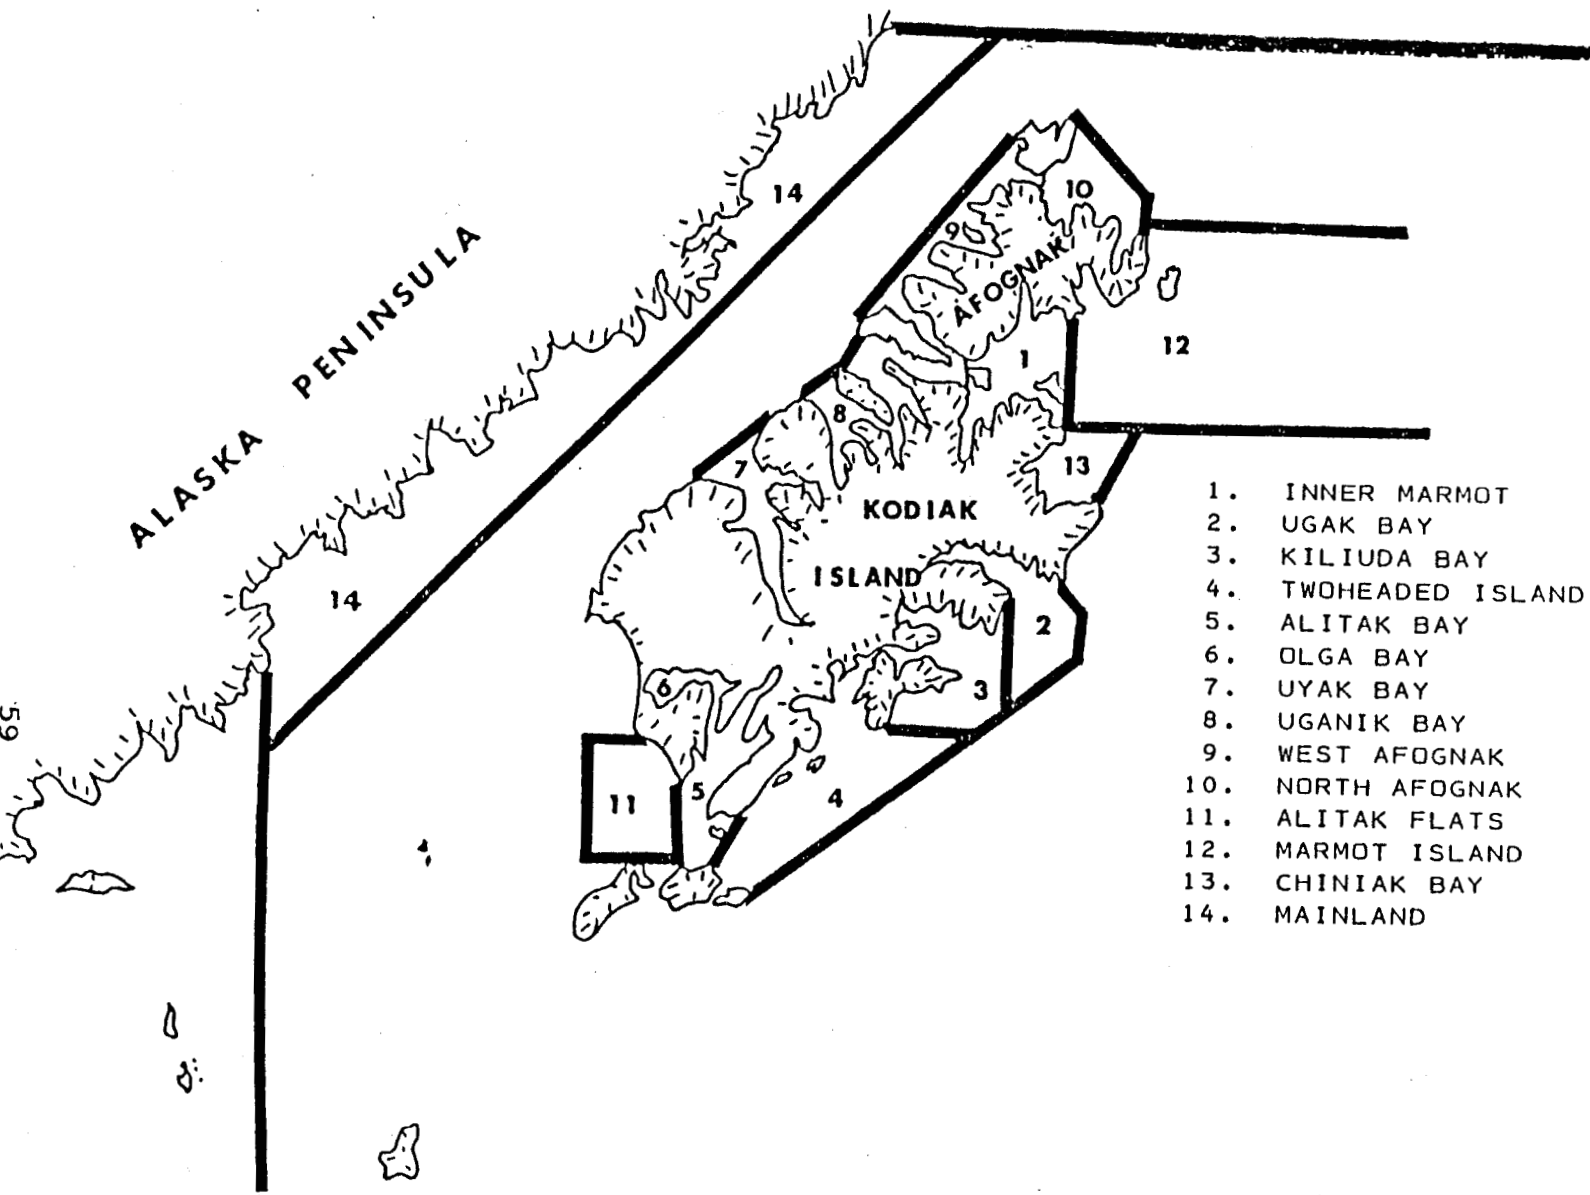 14
10
9
AFOGNAK
ALASKA PENINSULA
12
1
8
7
13
KODIAK
ISLAND
14
2
6
3
5
4
11
59
1. INNER MARMOT
2. UGAK BAY
3. KILIUDA BAY
4. TWOHEADED ISLAND
5. ALITAK BAY
6. OLGA BAY
7. UYAK BAY
8. UGANIK BAY
9. WEST AFOGNAK
10. NORTH AFOGNAK
11. ALITAK FLATS
12. MARMOT ISLAND
13. CHINIAK BAY
14. MAINLAND